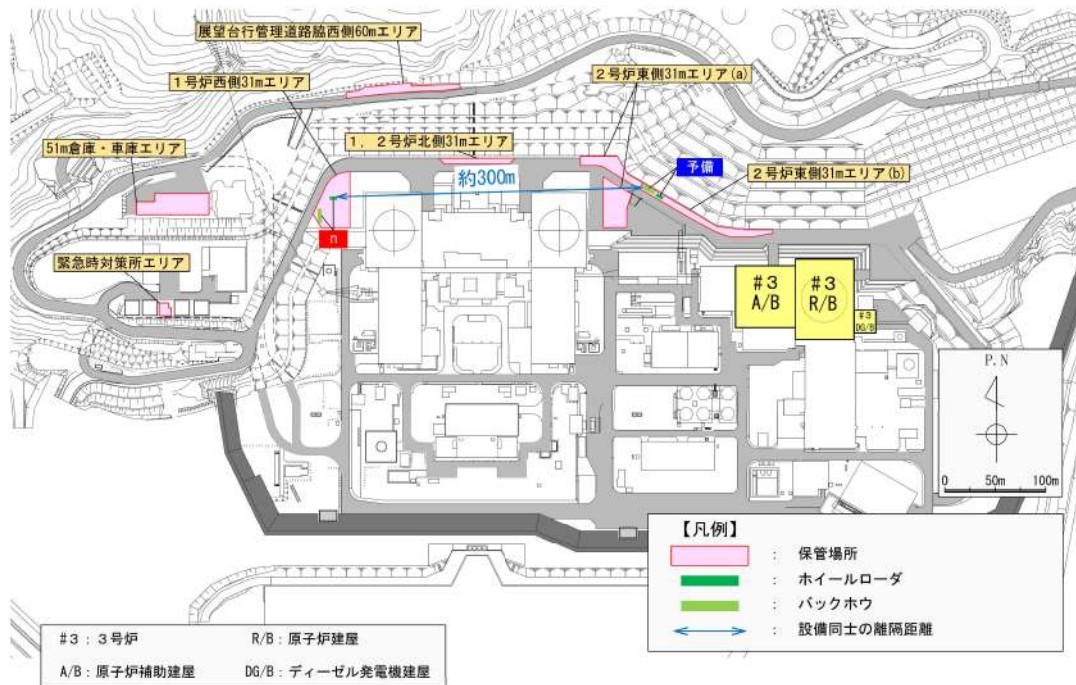 展望台行管理道路脇西側60mエリア
1号炉西側31mエリア
2号炉東側31mエリア(a)
51m倉庫・車庫エリア
1,2号炉北側31mエリア
予備
約300m
2号炉東側31mエリア(b)
n
緊急時対策所エリア
#3
A/B
#3
R/B
#3
DG/B
P.N
0 50m 100m
【凡例】
: 保管場所
: ホイールローダ
: バックホウ
: 設備同士の離隔距離
#3:3号炉 R/B:原子炉建屋
A/B:原子炉補助建屋 DG/B:ディーゼル発電機建屋